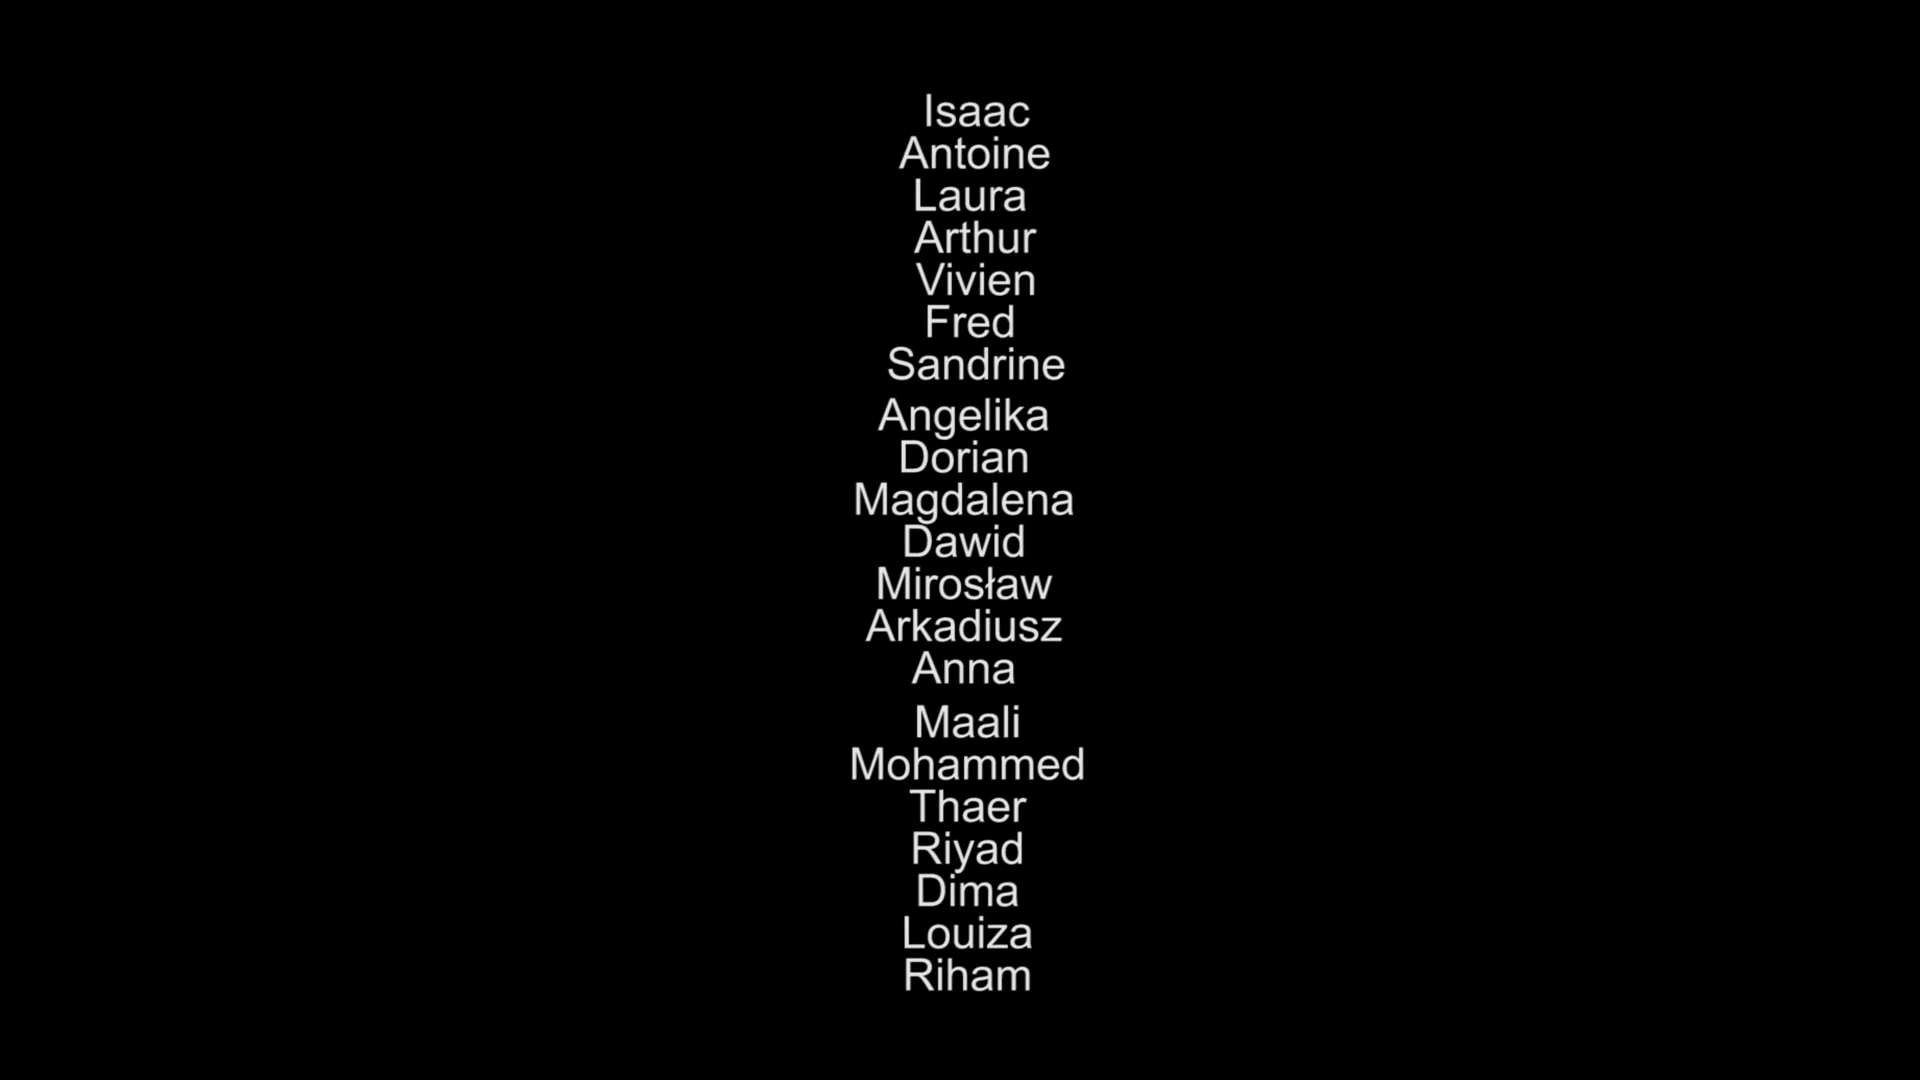 Isaac
Antoine
Laura
Arthur
Vivien
Fred
Sandrine
Angelika
Dorian
Magdalena
Dawid
Mirosław
Arkadiusz
Anna
Maali
Mohammed
Thaer
Riyad
Dima
Louiza
Riham